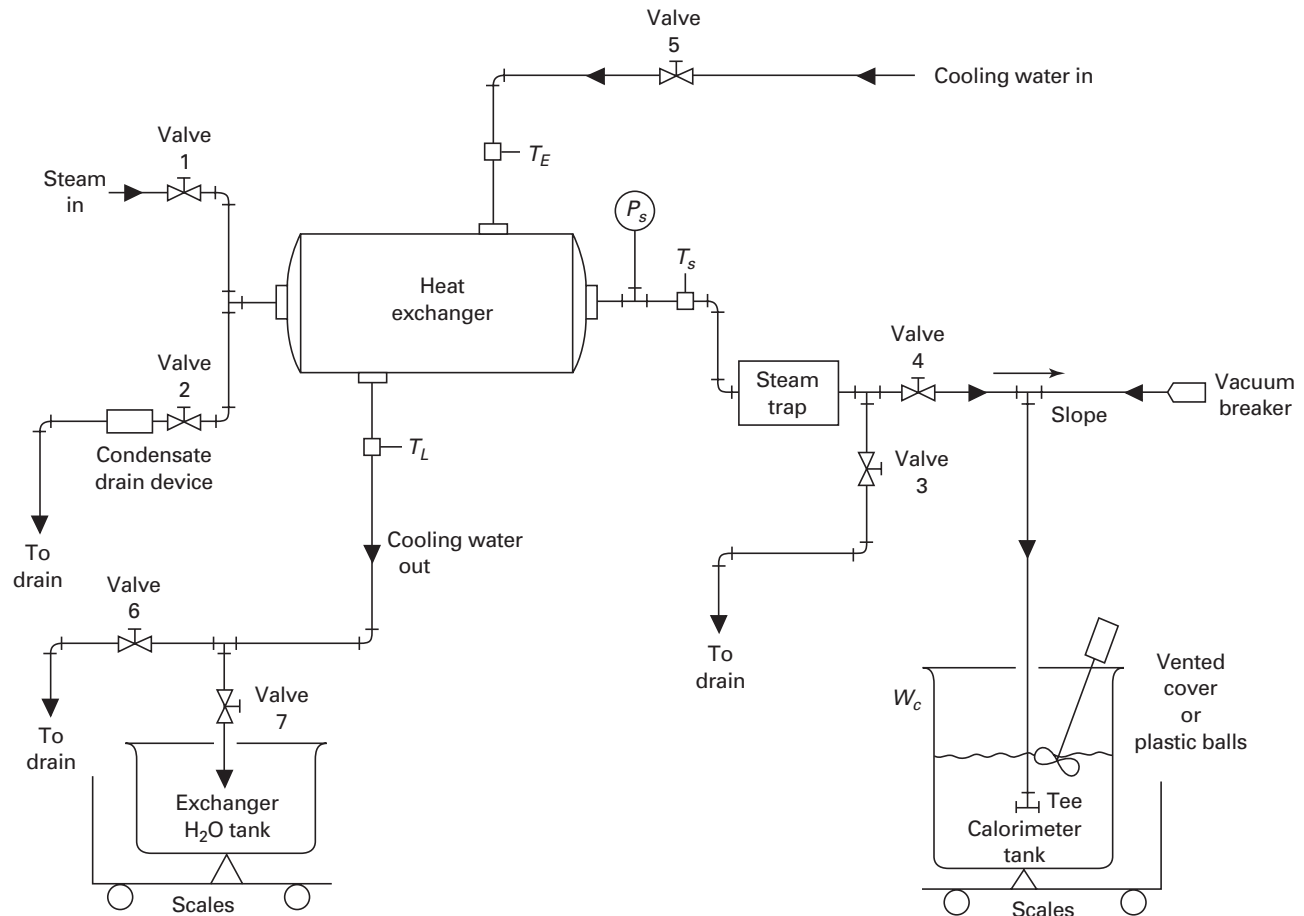 Valve
5
Cooling water in
Valve
1
T_E
Steam
in
P_s
T_s
Heat
exchanger
Valve
4
Valve
2
Steam
trap
Vacuum
breaker
Slope
Condensate
drain device
T_L
Valve
3
To
drain
Cooling water
out
Valve
6
To
drain
Valve
7
To
drain
W_c
Vented
cover
or
plastic balls
Exchanger
H₂O tank
Tee
Calorimeter
tank
Scales
Scales